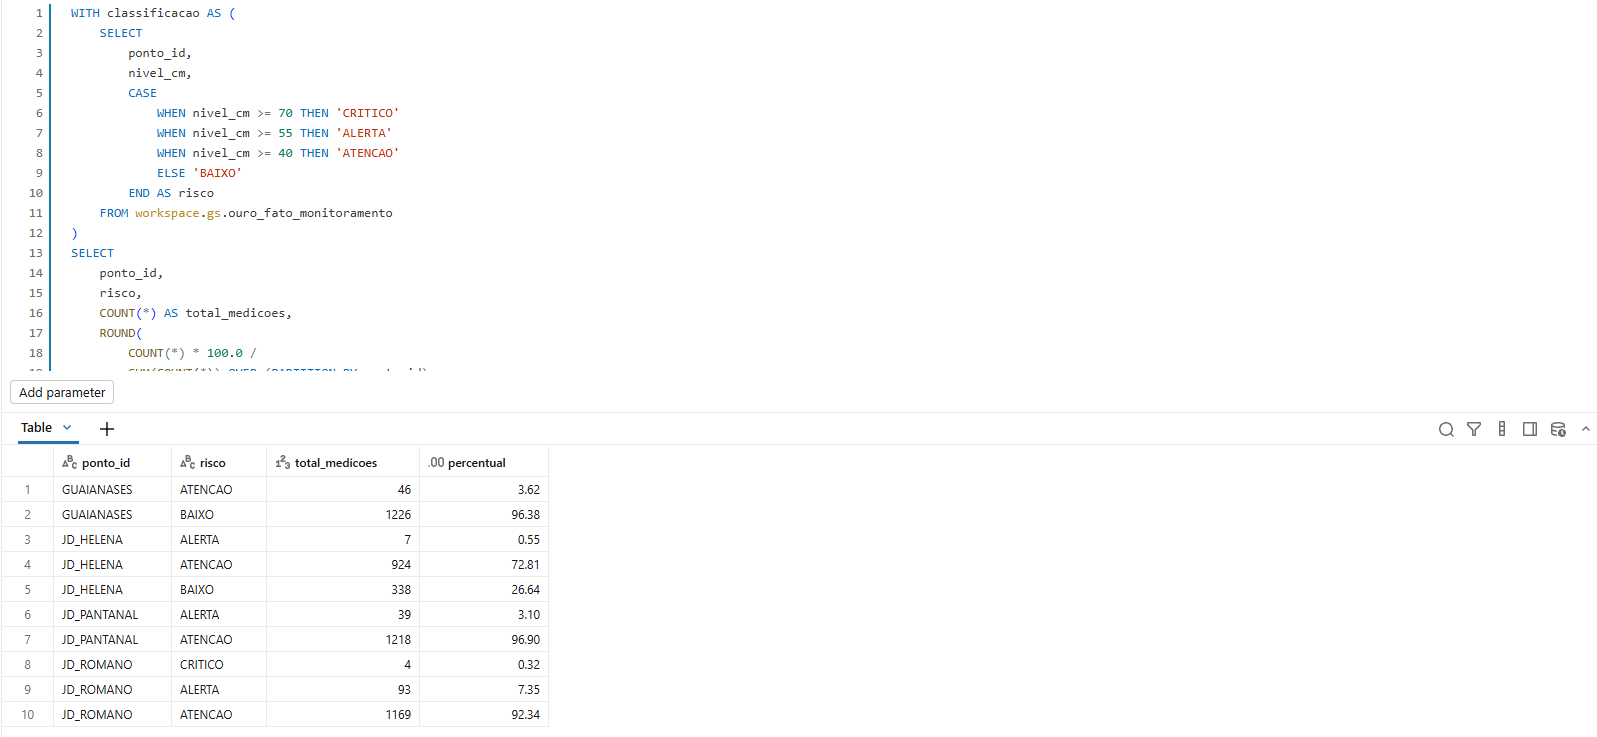 1 WITH classificacao AS (
2 SELECT
3 ponto_id,
4 nivel_cm,
5 CASE
6 WHEN nivel_cm >= 70 THEN 'CRITICO'
7 WHEN nivel_cm >= 55 THEN 'ALERTA'
8 WHEN nivel_cm >= 40 THEN 'ATENCAO'
9 ELSE 'BAIXO'
10 END AS risco
11 FROM workspace.gs.ouro_fato_monitoramento
12 )
13 SELECT
14 ponto_id,
15 risco,
16 COUNT(*) AS total_medicoes,
17 ROUND(
18 COUNT(*) * 100.0 /
Add parameter
Table
ponto_id risco total_medicoes .00 percentual
1 GUAIANASES ATENCAO 46 3.62
2 GUAIANASES BAIXO 1226 96.38
3 JD_HELENA ALERTA 7 0.55
4 JD_HELENA ATENCAO 924 72.81
5 JD_HELENA BAIXO 338 26.64
6 JD_PANTANAL ALERTA 39 3.10
7 JD_PANTANAL ATENCAO 1218 96.90
8 JD_ROMANO CRITICO 4 0.32
9 JD_ROMANO ALERTA 93 7.35
10 JD_ROMANO ATENCAO 1169 92.34